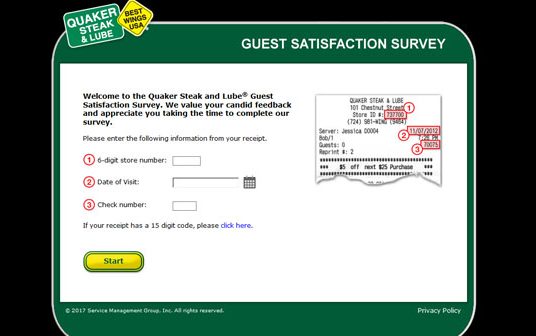 QUAKER
STEAK
& LUBE
BEST
WINGS
USA
GUEST SATISFACTION SURVEY
Welcome to the Quaker Steak and Lube® Guest
Satisfaction Survey. We value your candid feedback
and appreciate you taking the time to complete our
survey.
Please enter the following information from your receipt.
1 6-digit store number:
2 Date of Visit:
3 Check number:
If your receipt has a 15 digit code, please click here.
Start
QUAKER STEAK & LUBE
101 Chestnut Street 1
Store ID #: 737700
(724) 981-WING (9464)
Server: Jessica D0004 11/07/2012
Bob/1 2 7:28 PM
Guests: 0 70075
Reprint #: 2 3
$5 off next $25 Purchase
© 2017 Service Management Group, Inc. All rights reserved.
Privacy Policy